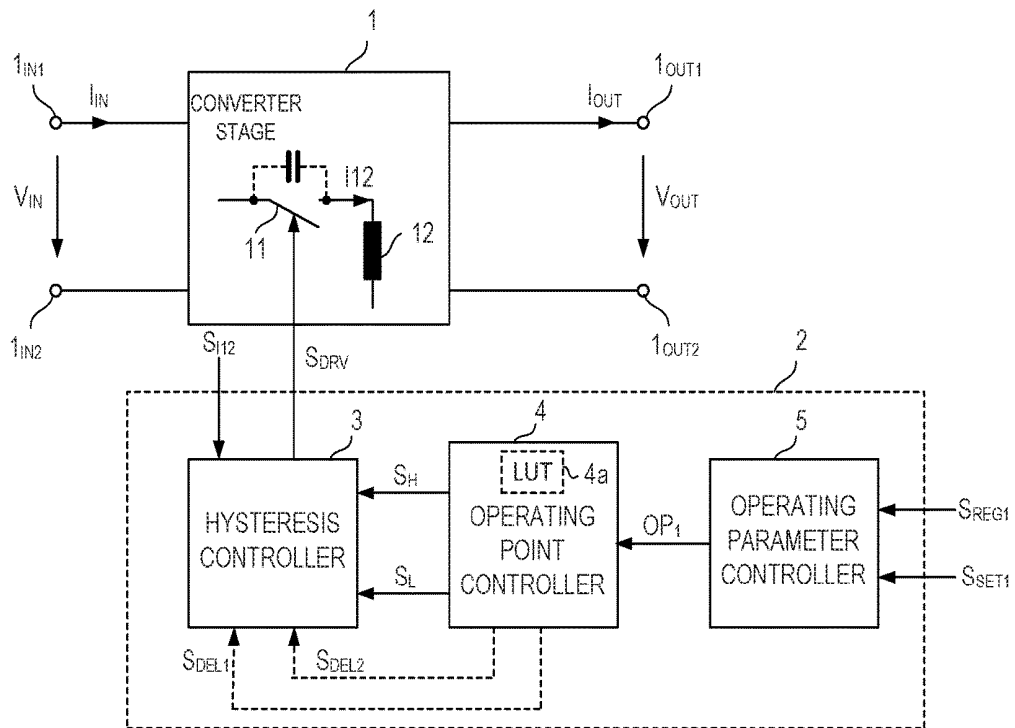 1
1IN1
IIN
IOUT
1OUT1
CONVERTER
STAGE
I12
VIN
VOUT
11
12
1IN2
SI12
SDRV
1OUT2
2
3
4
5
LUT
4a
SH
HYSTERESIS
CONTROLLER
OPERATING
POINT
CONTROLLER
OP1
OPERATING
PARAMETER
CONTROLLER
SREG1
SSET1
SL
SDEL1
SDEL2